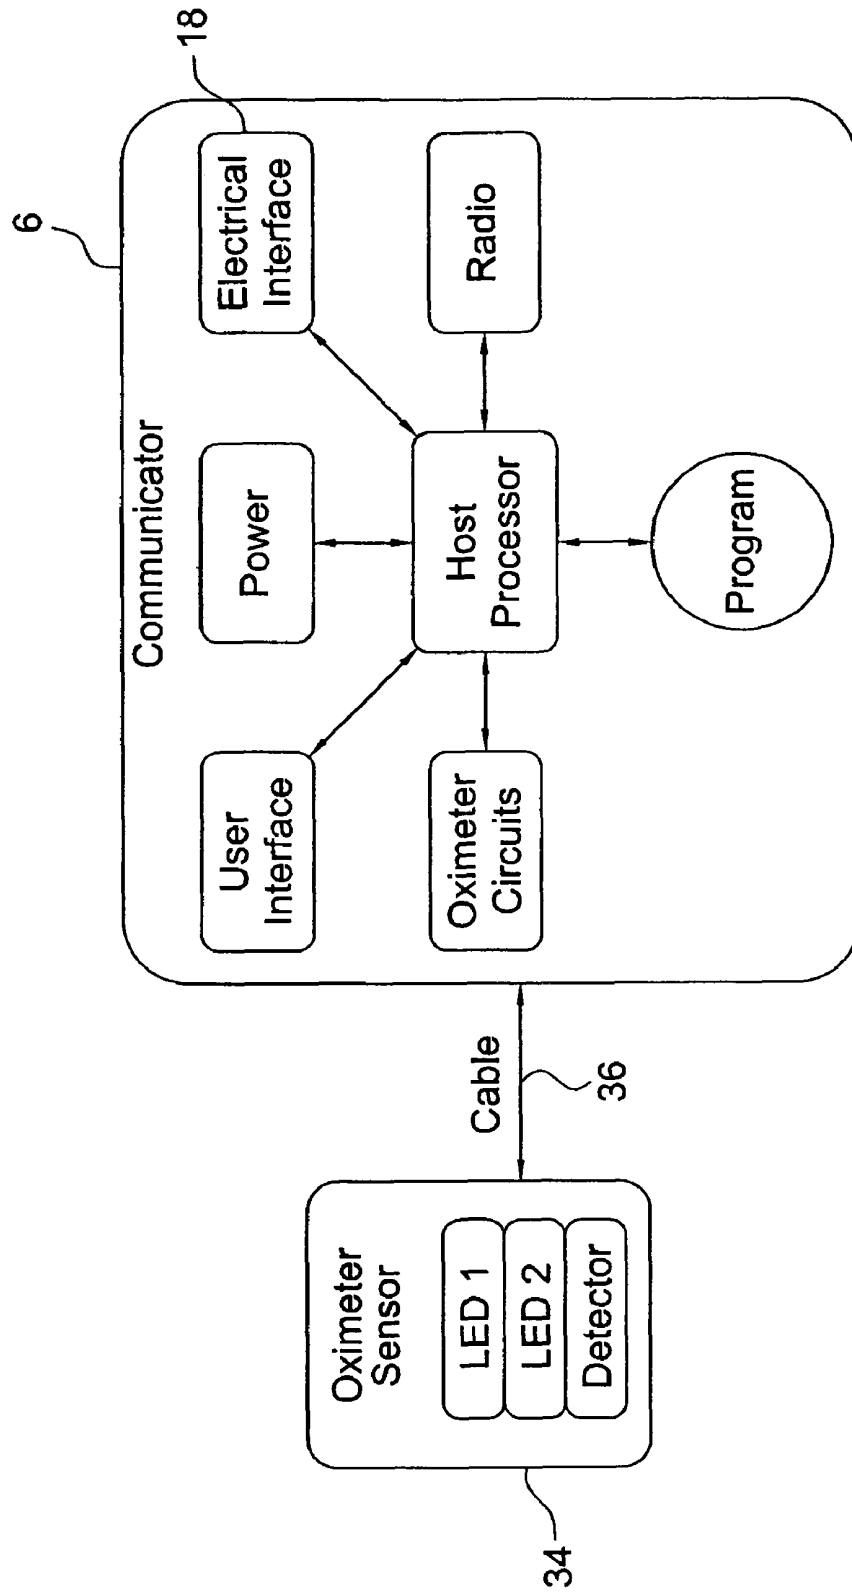 6
Communicator
18
User
Interface
Power
Electrical
Interface
Oximeter
Circuits
Host
Processor
Radio
Program
Cable
36
Oximeter
Sensor
LED 1
LED 2
Detector
34